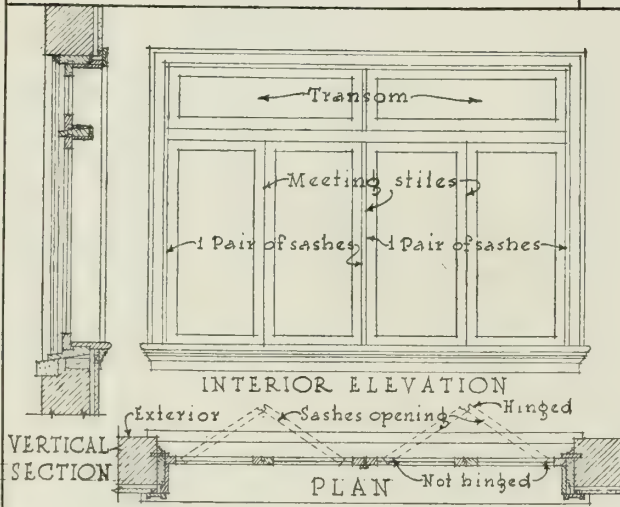 Transom
Meeting stiles
1 Pair of sashes 1 Pair of sashes
INTERIOR ELEVATION
Exterior Sashes opening Hinged
VERTICAL
SECTION
Not hinged
PLAN